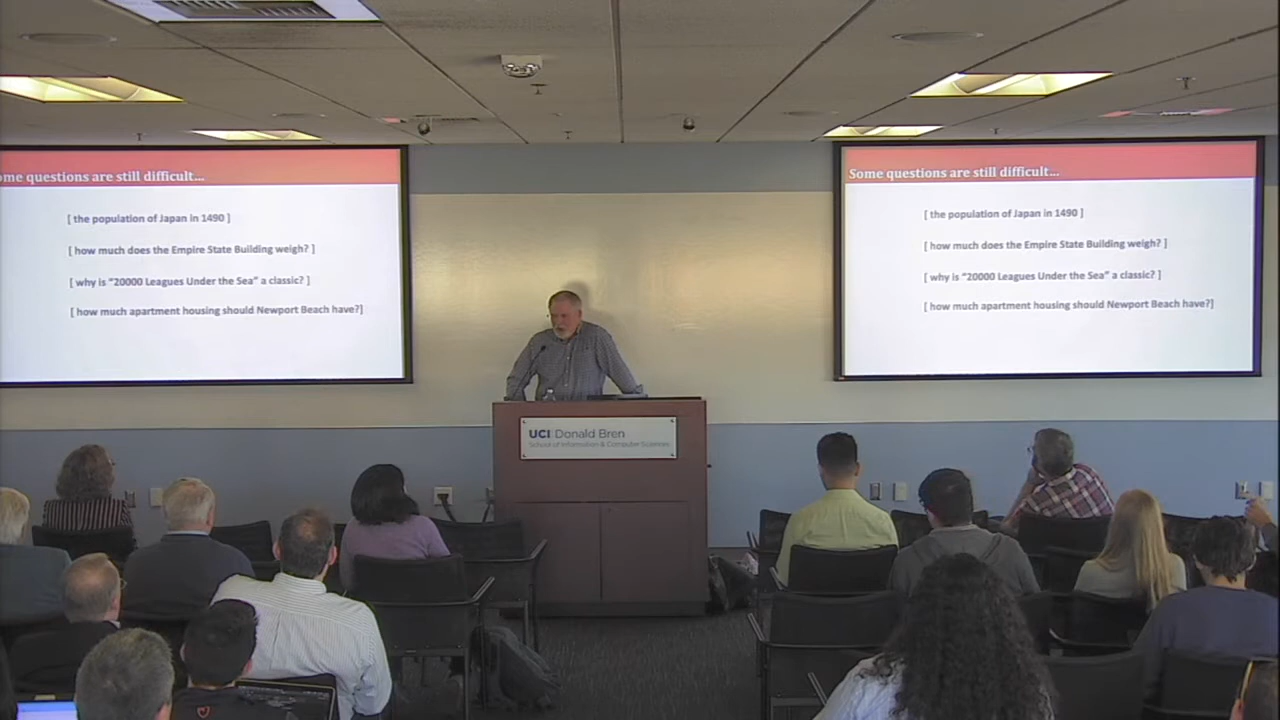 ome questions are still difficult...
[ the population of Japan in 1490 ]
[ how much does the Empire State Building weigh? ]
[ why is "20000 Leagues Under the Sea" a classic? ]
[ how much apartment housing should Newport Beach have?]
Some questions are still difficult...
[ the population of Japan in 1490 ]
[ how much does the Empire State Building weigh? ]
[ why is "20000 Leagues Under the Sea" a classic? ]
[ how much apartment housing should Newport Beach have?]
UCI Donald Bren
School of Information & Computer Sciences